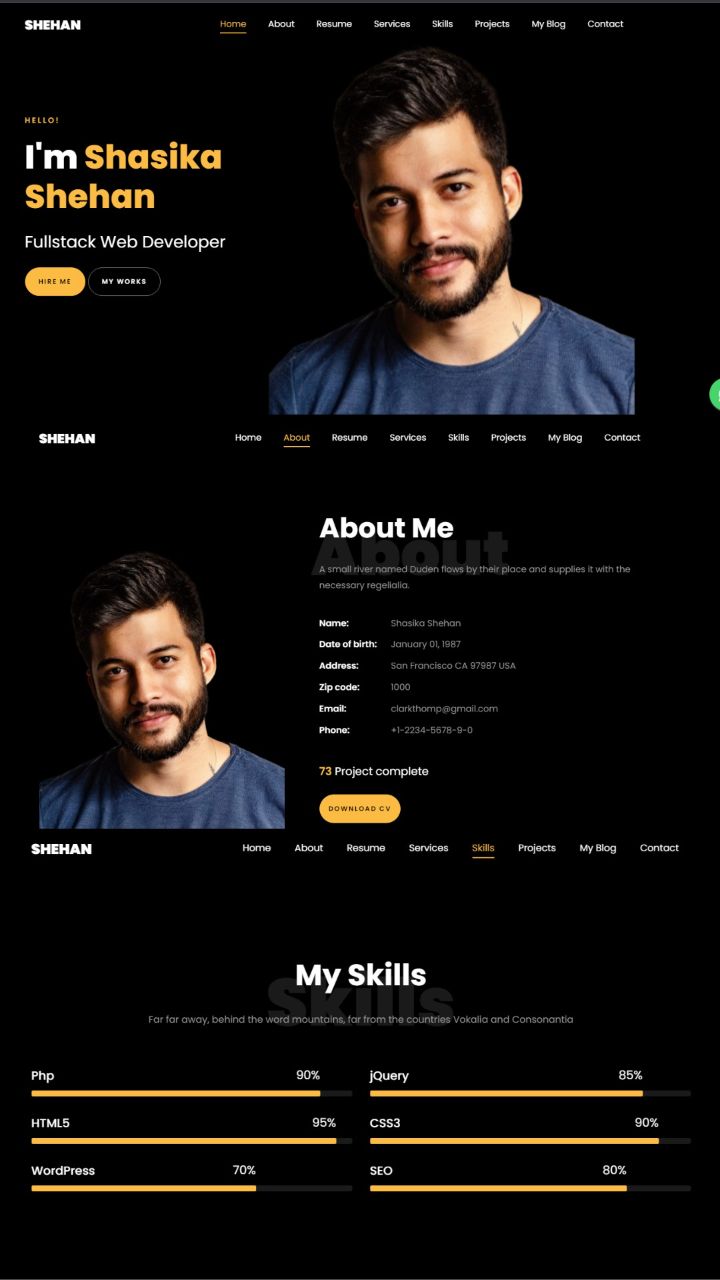 SHEHAN Home About Resume Services Skills Projects My Blog Contact
HELLO!
I'm Shasika
Shehan
Fullstack Web Developer
HIRE ME MY WORKS
SHEHAN Home About Resume Services Skills Projects My Blog Contact
About
About Me
A small river named Duden flows by their place and supplies it with the
necessary regelialia.
Name: Shasika Shehan
Date of birth: January 01, 1987
Address: San Francisco CA 97987 USA
Zip code: 1000
Email: clarkthomp@gmail.com
Phone: +1-2234-5678-9-0
73 Project complete
DOWNLOAD CV
SHEHAN Home About Resume Services Skills Projects My Blog Contact
Skills
My Skills
Far far away, behind the word mountains, far from the countries Vokalia and Consonantia
Php 90% jQuery 85%
HTML5 95% CSS3 90%
WordPress 70% SEO 80%